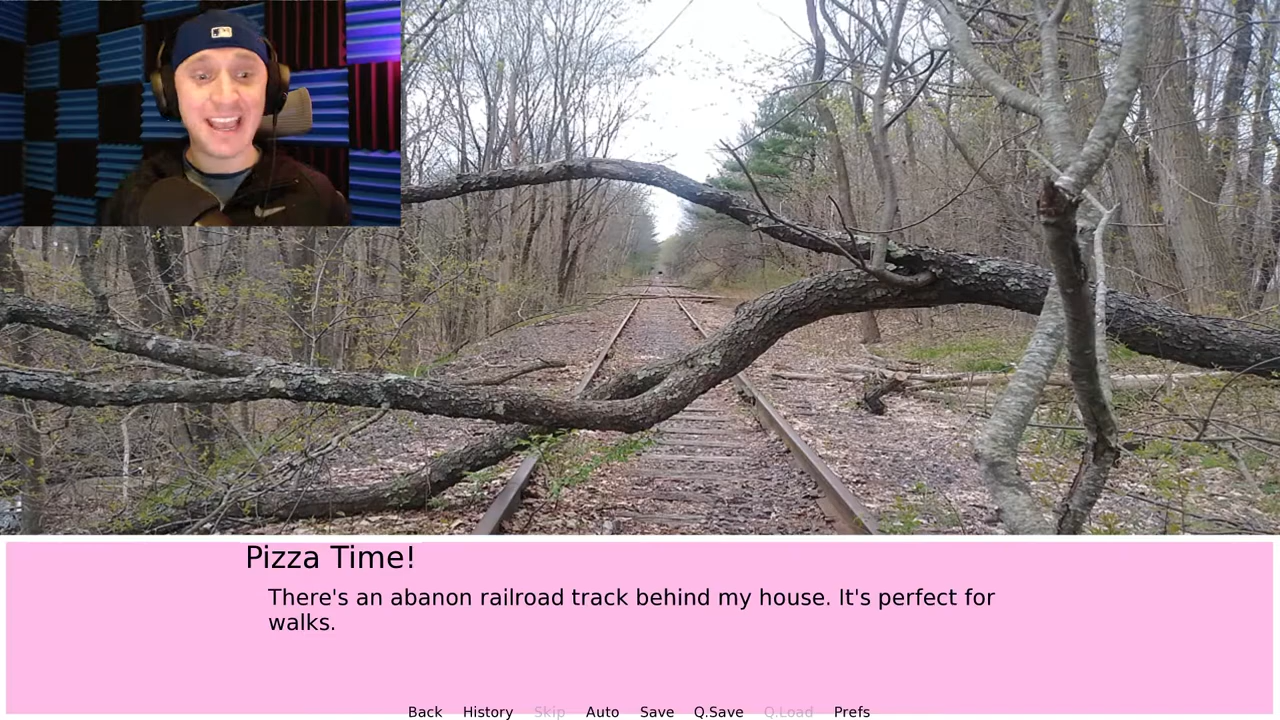 Pizza Time!
There's an abanon railroad track behind my house. It's perfect for
walks.
Back History Skip Auto Save Q.Save Q.Load Prefs